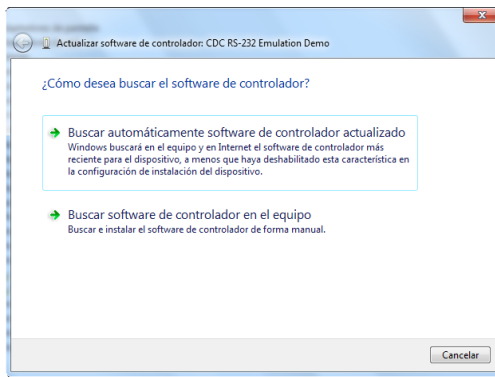 Actualizar software de controlador: CDC RS-232 Emulation Demo
¿Cómo desea buscar el software de controlador?
Buscar automáticamente software de controlador actualizado
Windows buscará en el equipo y en Internet el software de controlador más
reciente para el dispositivo, a menos que haya deshabilitado esta característica en
la configuración de instalación del dispositivo.
Buscar software de controlador en el equipo
Buscar e instalar el software de controlador de forma manual.
Cancelar